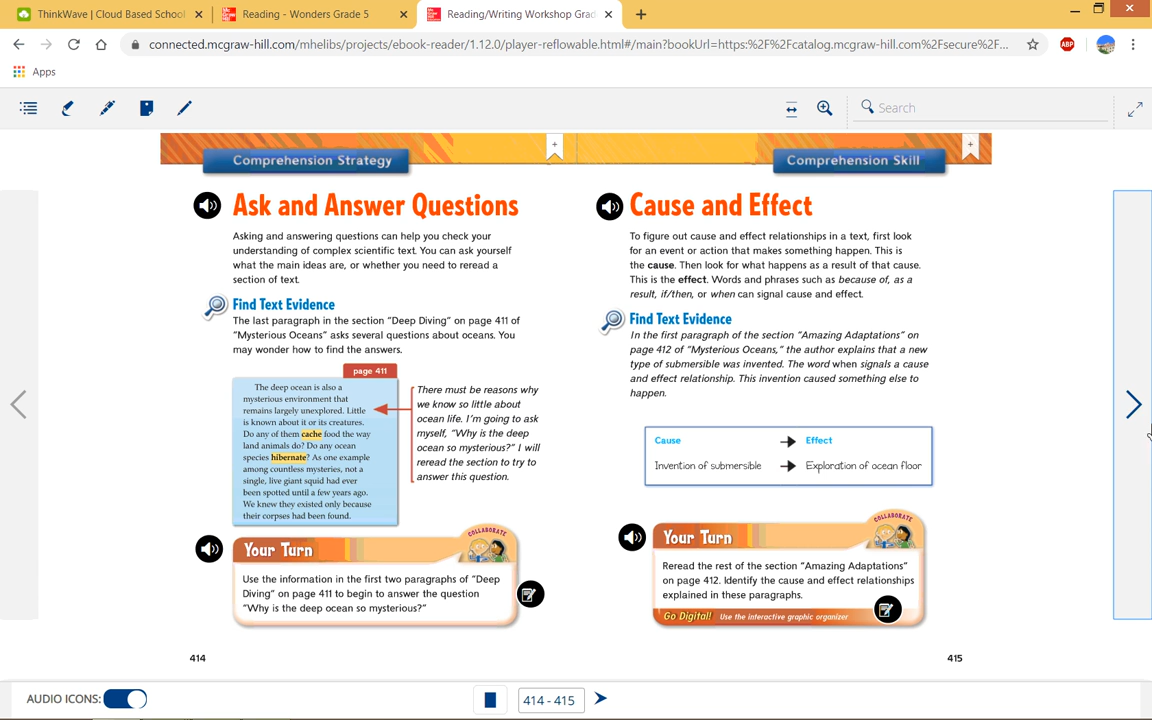 ThinkWave | Cloud Based School
Reading - Wonders Grade 5
Reading/Writing Workshop Grad
connected.mcgraw-hill.com/mhelibs/projects/ebook-reader/1.12.0/player-reflowable.html#/main?bookUrl=https:%2F%2Fcatalog.mcgraw-hill.com%2Fsecure%2F...
ABP
Apps
Search
Comprehension Strategy
Ask and Answer Questions
Asking and answering questions can help you check your
understanding of complex scientific text. You can ask yourself
what the main ideas are, or whether you need to reread a
section of text.
Find Text Evidence
The last paragraph in the section "Deep Diving" on page 411 of
"Mysterious Oceans" asks several questions about oceans. You
may wonder how to find the answers.
page 411
The deep ocean is also a
mysterious environment that
remains largely unexplored. Little
is known about it or its creatures.
Do any of them cache food the way
land animals do? Do any ocean
species hibernate? As one example
among countless mysteries, not a
single, live giant squid had ever
been spotted until a few years ago.
We knew they existed only because
their corpses had been found.
There must be reasons why
we know so little about
ocean life. I'm going to ask
myself, "Why is the deep
ocean so mysterious?" I will
reread the section to try to
answer this question.
COLLABORATE
Your Turn
Use the information in the first two paragraphs of "Deep
Diving" on page 411 to begin to answer the question
"Why is the deep ocean so mysterious?"
414
Comprehension Skill
Cause and Effect
To figure out cause and effect relationships in a text, first look
for an event or action that makes something happen. This is
the cause. Then look for what happens as a result of that cause.
This is the effect. Words and phrases such as because of, as a
result, if/then, or when can signal cause and effect.
Find Text Evidence
In the first paragraph of the section "Amazing Adaptations" on
page 412 of "Mysterious Oceans," the author explains that a new
type of submersible was invented. The word when signals a cause
and effect relationship. This invention caused something else to
happen.
Cause → Effect
Invention of submersible → Exploration of ocean floor
COLLABORATE
Your Turn
Reread the rest of the section "Amazing Adaptations"
on page 412. Identify the cause and effect relationships
explained in these paragraphs.
Go Digital! Use the interactive graphic organizer
415
AUDIO ICONS:
414 - 415